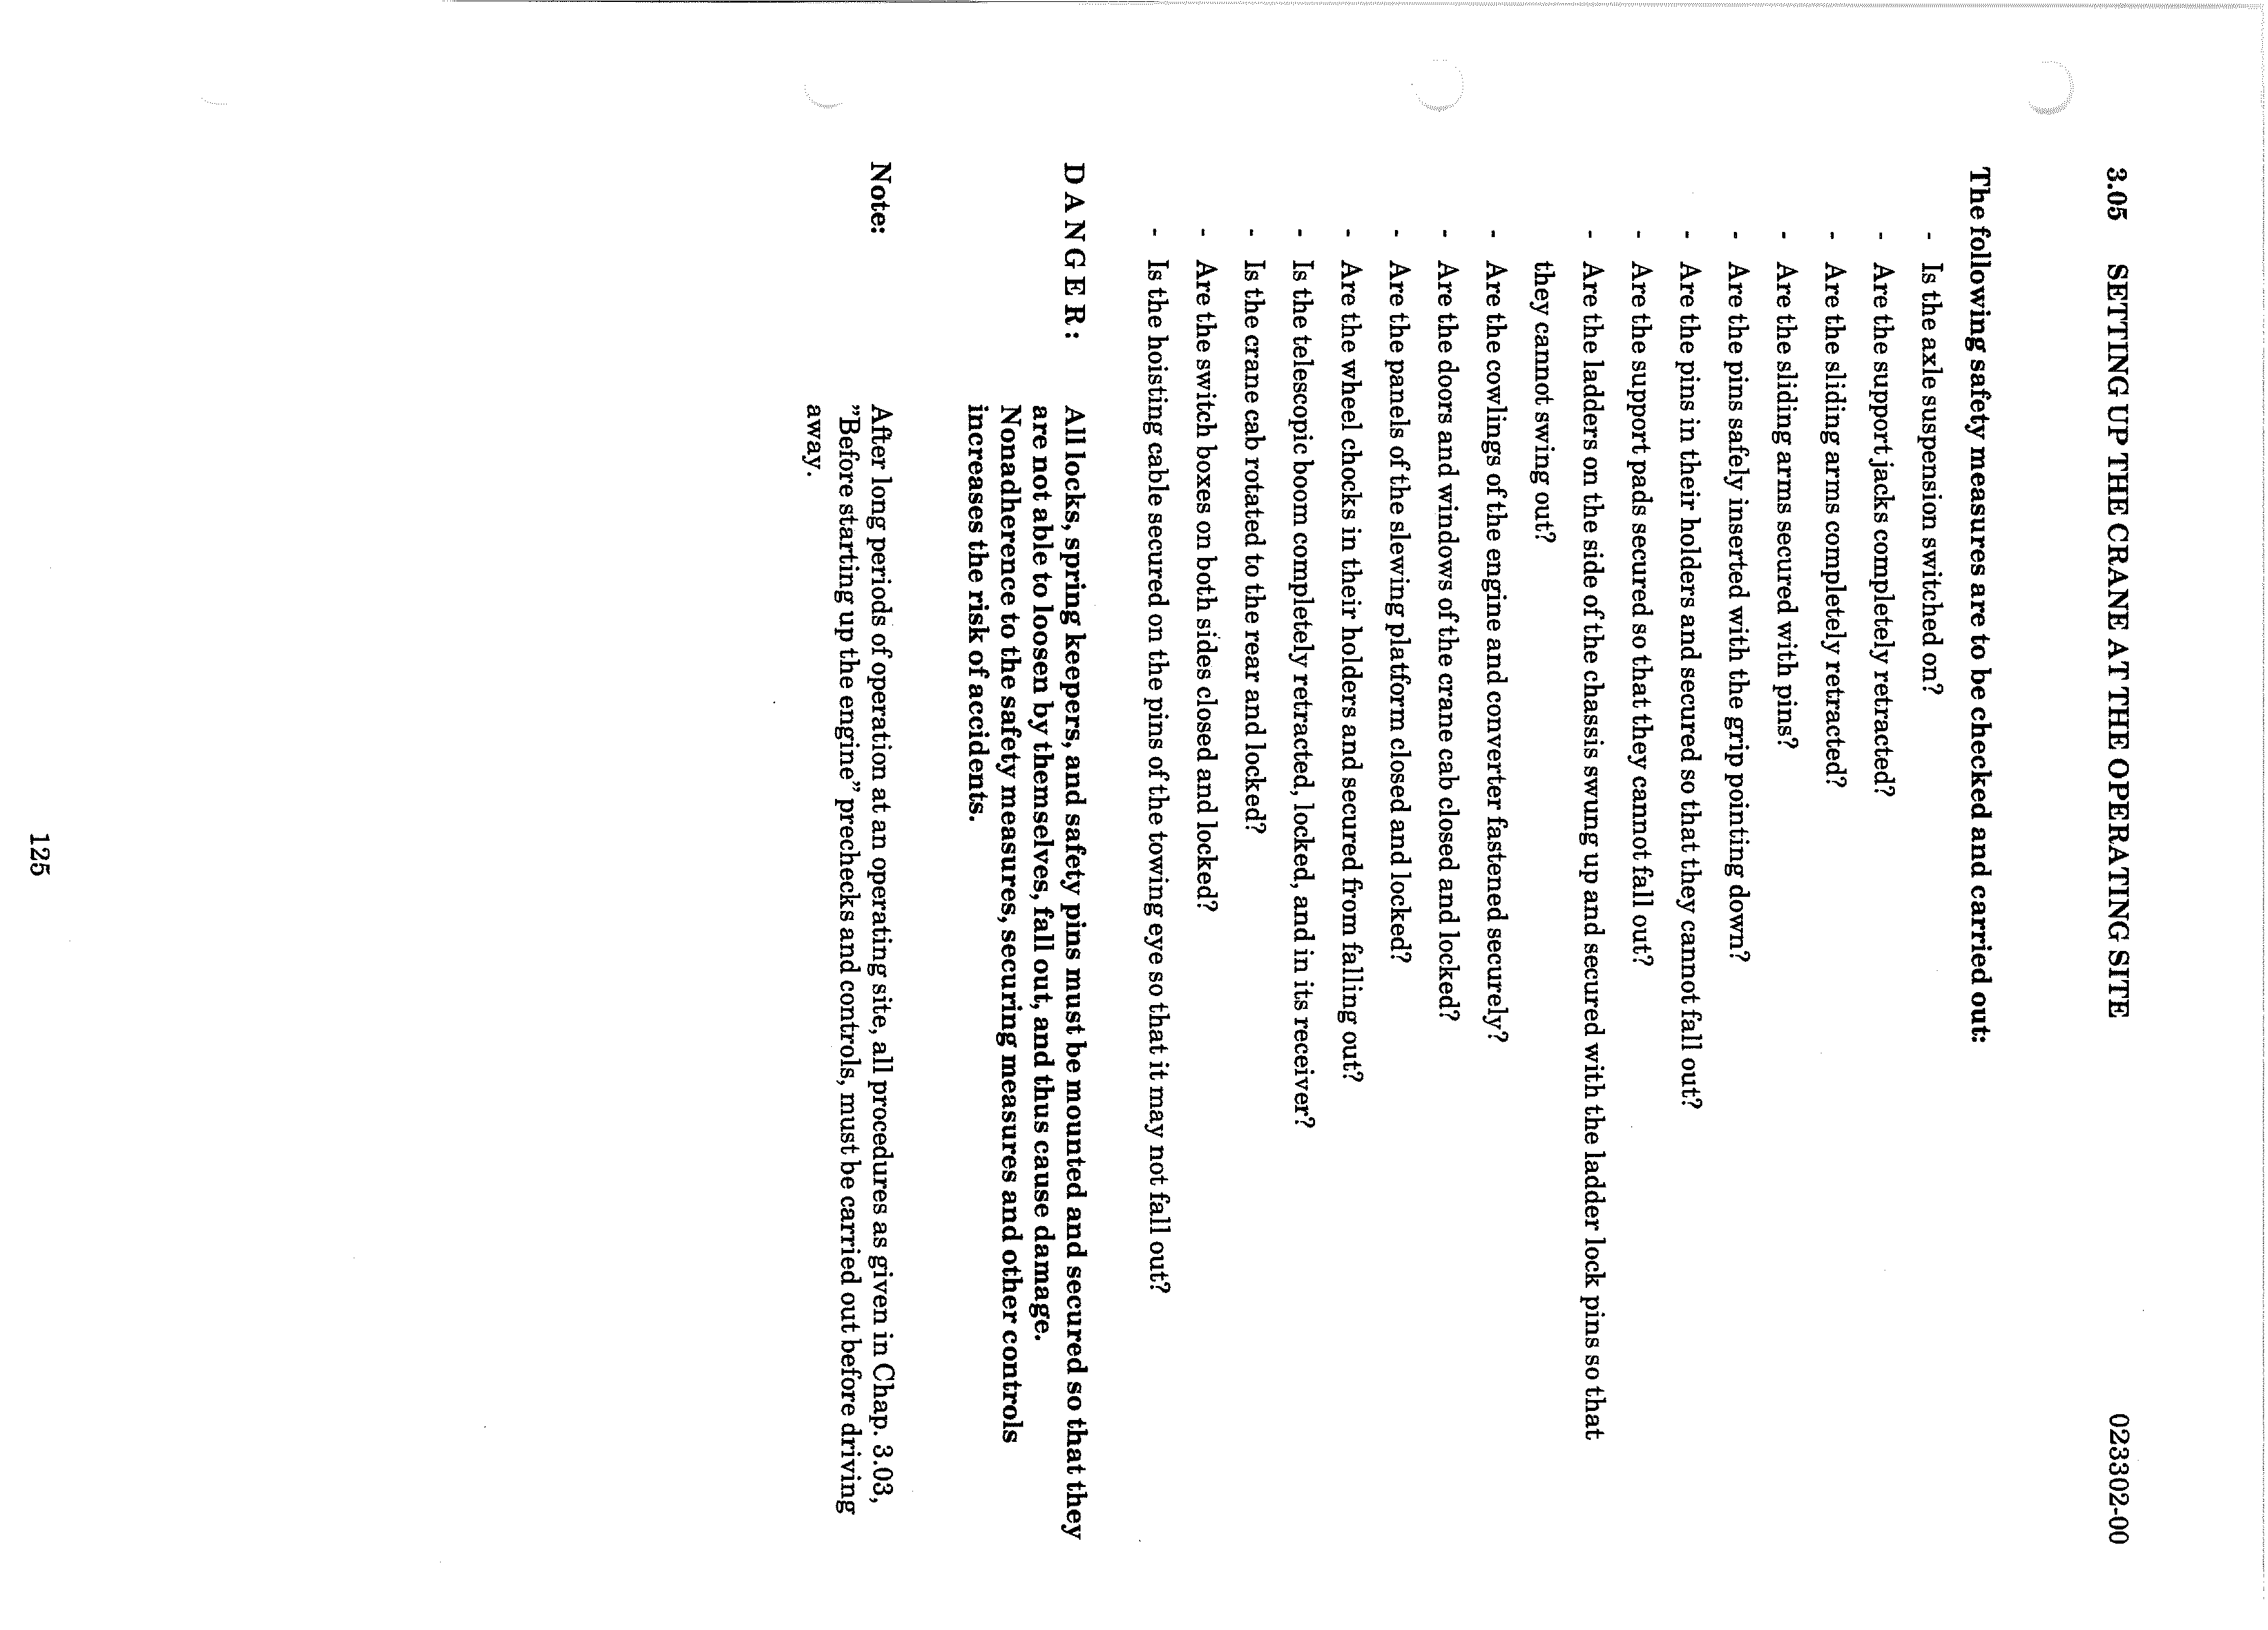 3.05 SETTING UP THE CRANE AT THE OPERATING SITE 023302-00
The following safety measures are to be checked and carried out:
- Is the axle suspension switched on?
- Are the support jacks completely retracted?
- Are the sliding arms completely retracted?
- Are the sliding arms secured with pins?
- Are the pins safely inserted with the grip pointing down?
- Are the pins in their holders and secured so that they cannot fall out?
- Are the support pads secured so that they cannot fall out?
- Are the ladders on the side of the chassis swung up and secured with the ladder lock pins so that
they cannot swing out?
- Are the cowlings of the engine and converter fastened securely?
- Are the doors and windows of the crane cab closed and locked?
- Are the panels of the slewing platform closed and locked?
- Are the wheel chocks in their holders and secured from falling out?
- Is the telescopic boom completely retracted, locked, and in its receiver?
- Is the crane cab rotated to the rear and locked?
- Are the switch boxes on both sides closed and locked?
- Is the hoisting cable secured on the pins of the towing eye so that it may not fall out?
D A N G E R : All locks, spring keepers, and safety pins must be mounted and secured so that they
are not able to loosen by themselves, fall out, and thus cause damage.
Nonadherence to the safety measures, securing measures and other controls
increases the risk of accidents.
Note: After long periods of operation at an operating site, all procedures as given in Chap. 3.03,
”Before starting up the engine” prechecks and controls, must be carried out before driving
away.
125